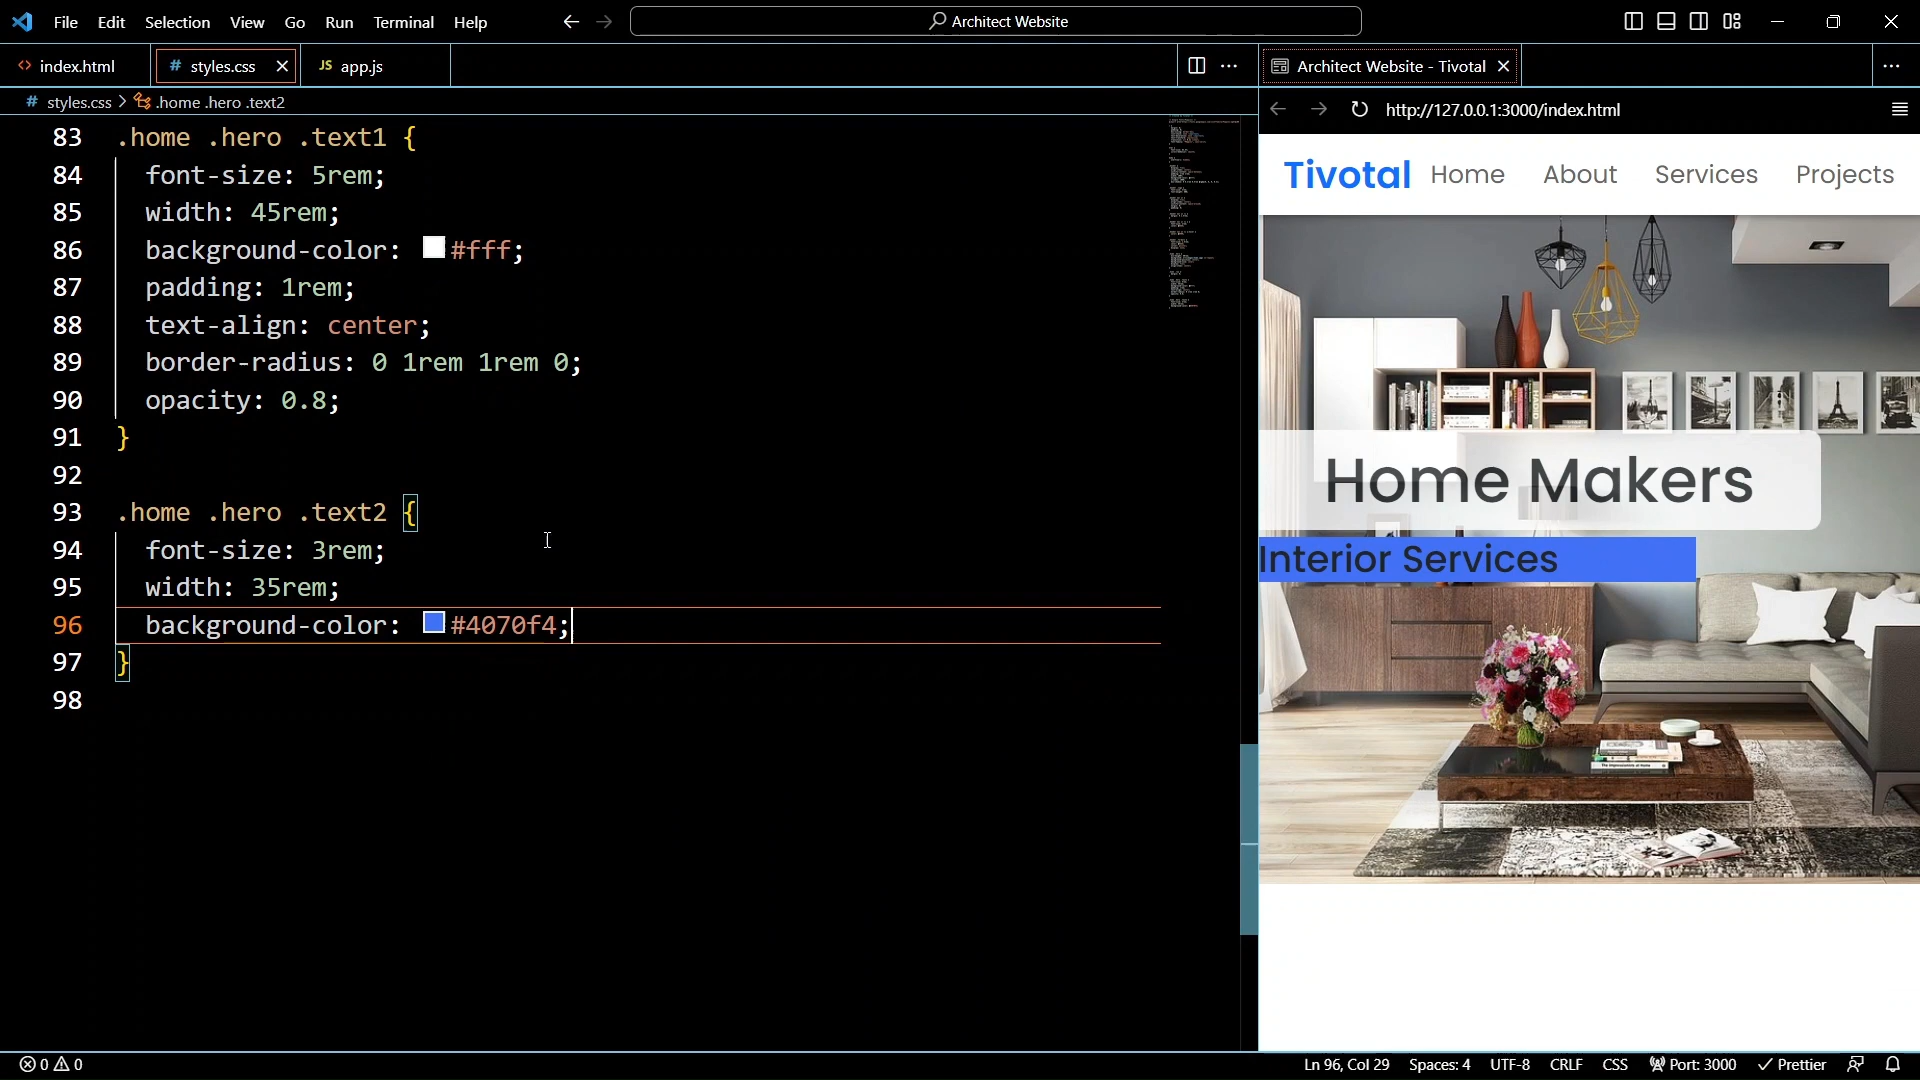 File Edit Selection View Go Run Terminal Help
Architect Website
index.html
# styles.css
JS app.js
Architect Website - Tivotal
# styles.css > .home .hero .text2
http://127.0.0.1:3000/index.html
83 .home .hero .text1 {
84 font-size: 5rem;
85 width: 45rem;
86 background-color: #fff;
87 padding: 1rem;
88 text-align: center;
89 border-radius: 0 1rem 1rem 0;
90 opacity: 0.8;
91 }
92
93 .home .hero .text2 {
94 font-size: 3rem;
95 width: 35rem;
96 background-color: #4070f4;
97 }
98
Tivotal Home About Services Projects
Home Makers
Interior Services
0 0
Ln 96, Col 29 Spaces: 4 UTF-8 CRLF CSS Port: 3000 Prettier